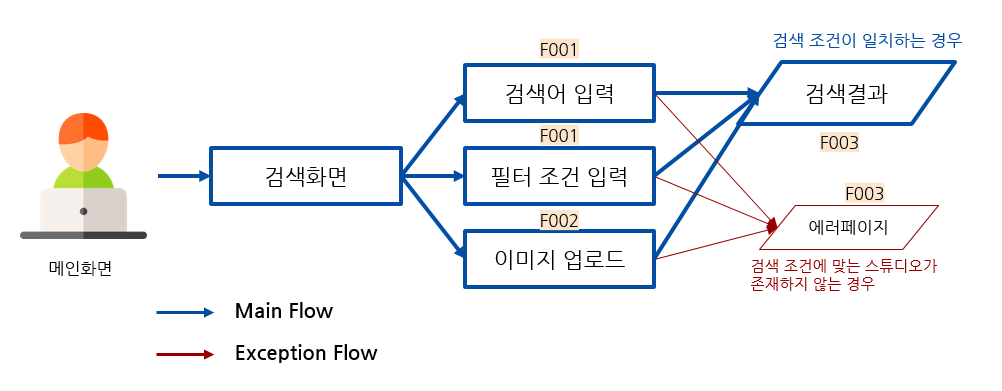 검색 조건이 일치하는 경우
F001
검색어 입력
검색결과
F001
F003
검색화면
필터 조건 입력
F003
F002
에러페이지
메인화면
이미지 업로드
검색 조건에 맞는 스튜디오가
존재하지 않는 경우
Main Flow
Exception Flow